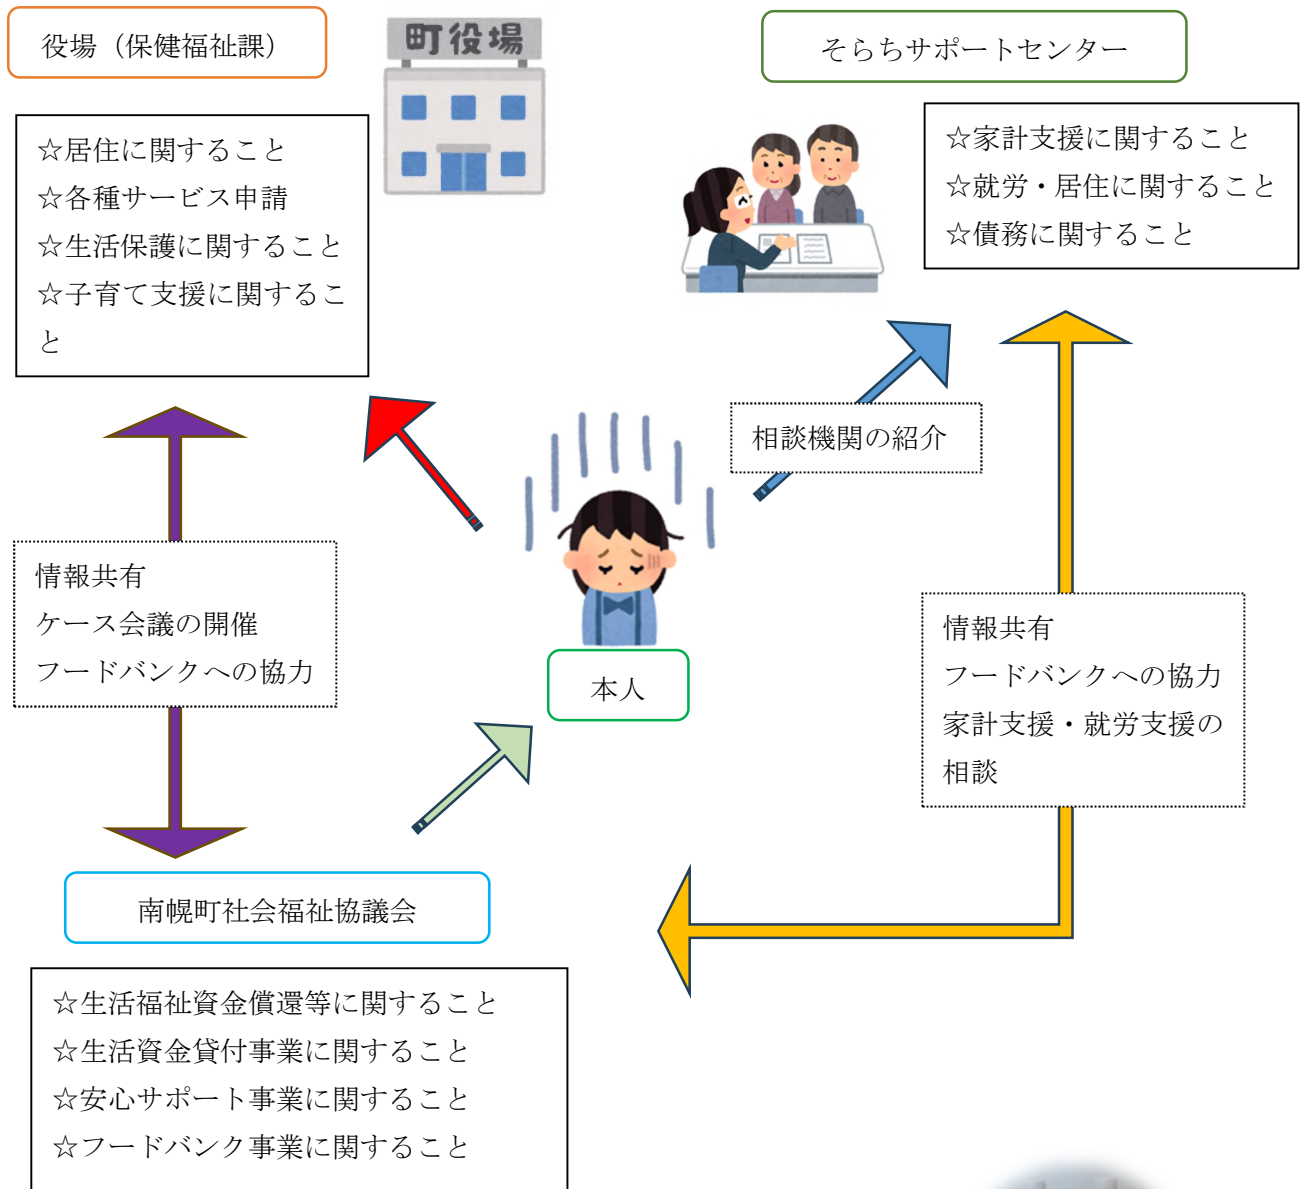 役場（保健福祉課）
町役場
そらちサポートセンター
☆居住に関すること
☆各種サービス申請
☆生活保護に関すること
☆子育て支援に関するこ
と
☆家計支援に関すること
☆就労・居住に関すること
☆債務に関すること
相談機関の紹介
情報共有
ケース会議の開催
フードバンクへの協力
本人
情報共有
フードバンクへの協力
家計支援・就労支援の
相談
南幌町社会福祉協議会
☆生活福祉資金償還等に関すること
☆生活資金貸付事業に関すること
☆安心サポート事業に関すること
☆フードバンク事業に関すること